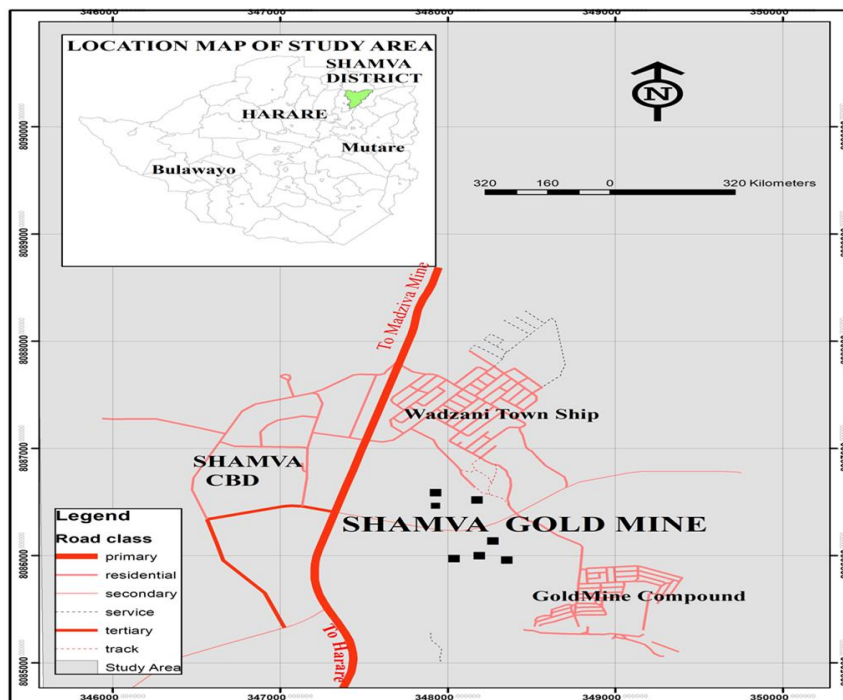 346000 347000 348000 349000 350000
LOCATION MAP OF STUDY AREA
SHAMVA
DISTRICT
HARARE
Mutare
Bulawayo
N
320 160 0 320 Kilometers
8090000
8089000
8088000
8087000
8086000
8085000
To Madziva Mine
Wadzani Town Ship
SHAMVA
CBD
SHAMVA GOLD MINE
GoldMine Compound
To Harare
Legend
Road class
primary
residential
secondary
service
tertiary
track
Study Area
346000 347000 348000 349000 350000